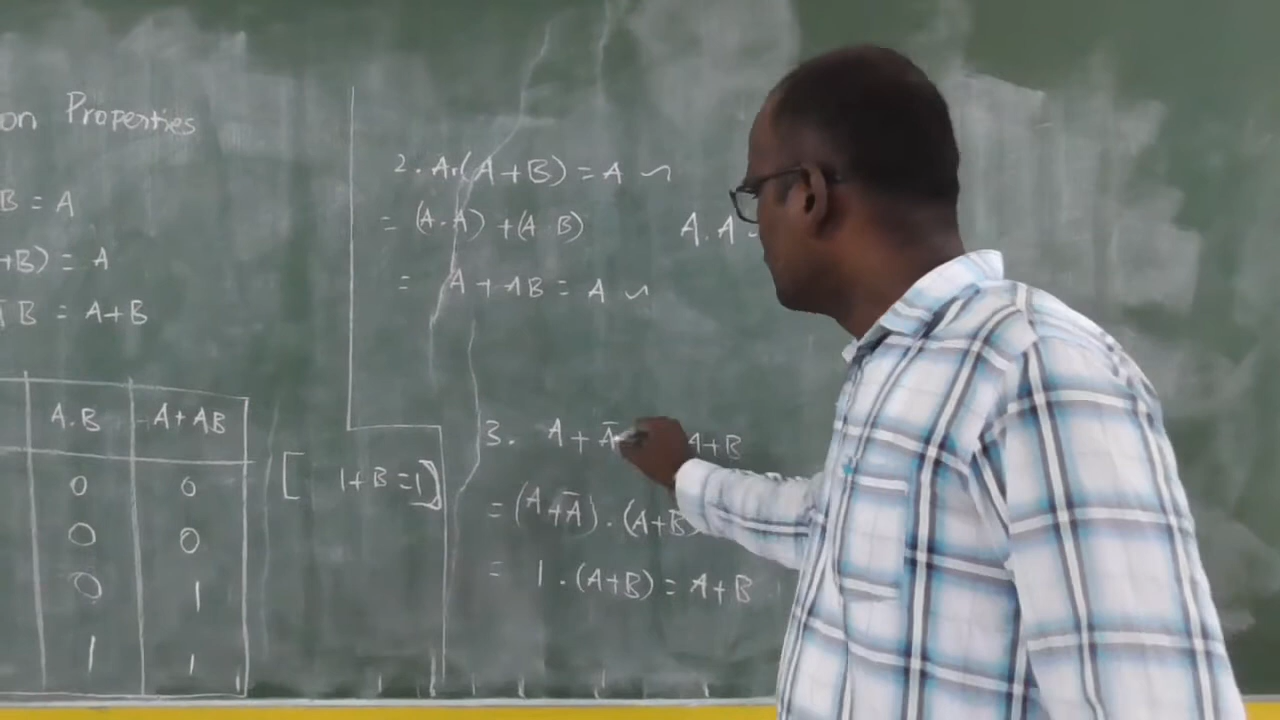 on Properties
B = A
+B) = A
A̅B = A+B
A.B A+AB
0 0
0 0
0 1
1 1
[ 1+B = 1]
2. A.(A+B) = A
= (A.A) + (A B) A.A
= A + AB = A
3. A + A̅ A+B
= (A+A̅).(A+B)
= 1.(A+B) = A+B